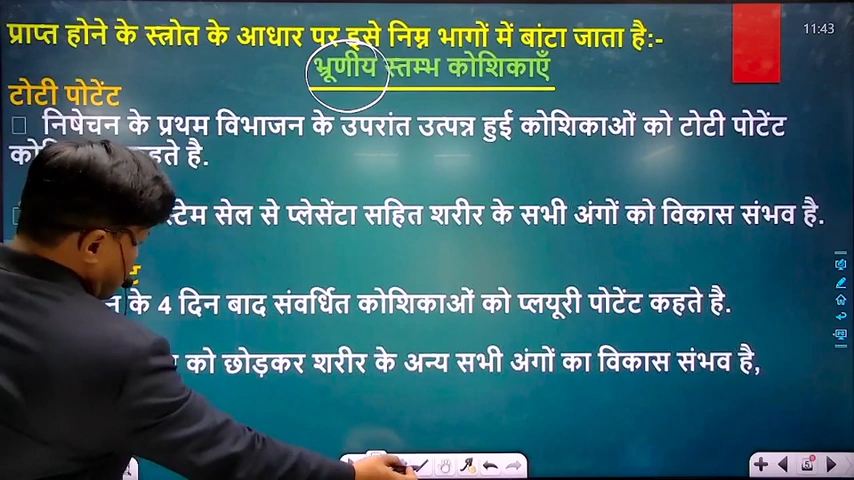 प्राप्त होने के स्त्रोत के आधार पर इसे निम्न भागों में बांटा जाता है:-
भ्रूणीय स्तम्भ कोशिकाएँ
टोटी पोटेंट
निषेचन के प्रथम विभाजन के उपरांत उत्पन्न हुई कोशिकाओं को टोटी पोटेंट
हते है.
स्टेम सेल से प्लेसेंटा सहित शरीर के सभी अंगों को विकास संभव है.
के 4 दिन बाद संवर्धित कोशिकाओं को प्लयूरी पोटेंट कहते है.
को छोड़कर शरीर के अन्य सभी अंगों का विकास संभव है,
11:43